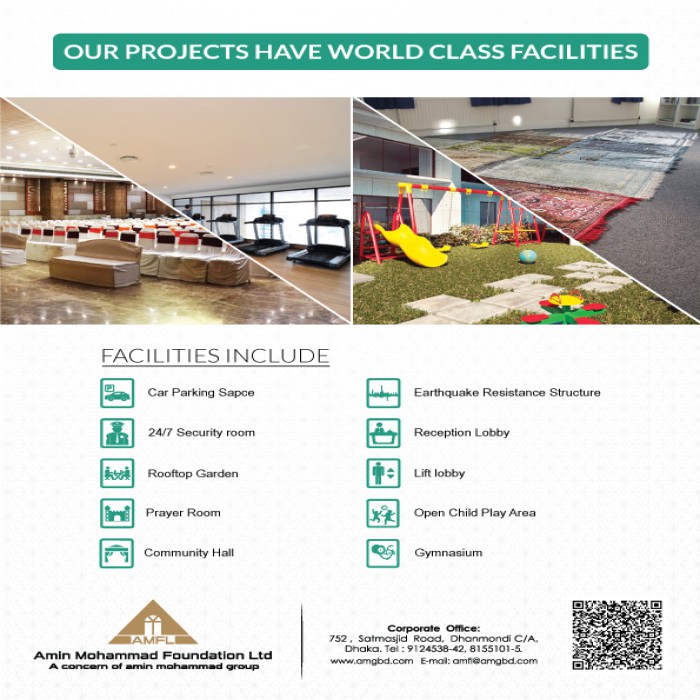 OUR PROJECTS HAVE WORLD CLASS FACILITIES
FACILITIES INCLUDE
P
Car Parking Sapce
24/7 Security room
Rooftop Garden
Prayer Room
Community Hall
Earthquake Resistance Structure
Reception Lobby
Lift lobby
Open Child Play Area
Gymnasium
AMFL
Amin Mohammad Foundation Ltd
A concern of amin mohammad group
Corporate Office:
752 , Satmasjid Road, Dhanmondi C/A,
Dhaka. Tel : 9124538-42, 8155101-5.
www.amgbd.com E-mail: amfl@amgbd.com